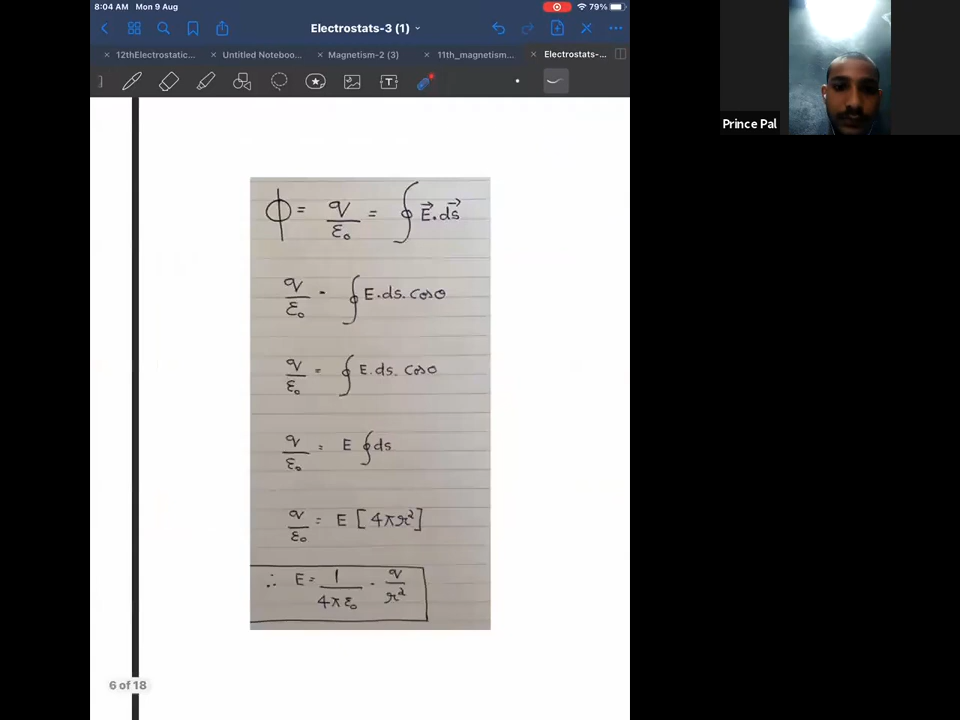 8:04 AM Mon 9 Aug
79%
Electrostats-3 (1)
12thElectrostatic...
Untitled Noteboo...
Magnetism-2 (3)
11th_magnetism...
Electrostats-...
T
Prince Pal
ϕ = q/ε₀ = ∮ E⃗.ds⃗
q/ε₀ - ∮ E.ds. cosθ
q/ε₀ = ∮ E.ds. cosθ
q/ε₀ = E ∮ds
q/ε₀ = E [4πr²]
∴ E = 1/4πε₀ . q/r²
6 of 18